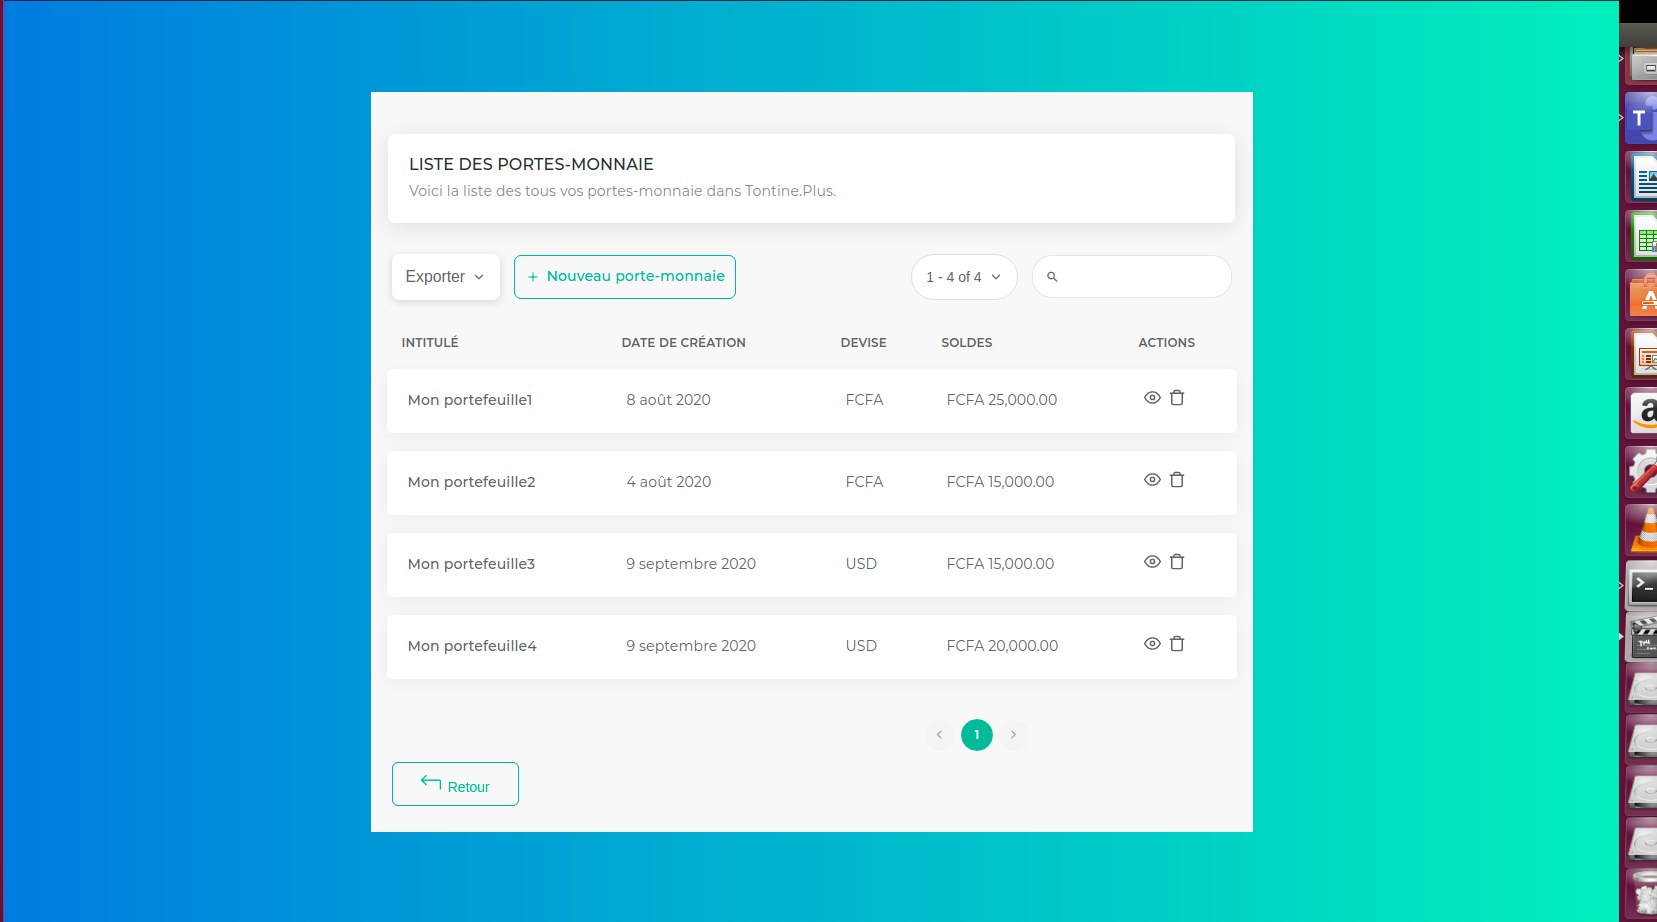 LISTE DES PORTES-MONNAIE
Voici la liste des tous vos portes-monnaie dans Tontine.Plus.
Exporter + Nouveau porte-monnaie 1 - 4 of 4
INTITULÉ DATE DE CRÉATION DEVISE SOLDES ACTIONS
Mon portefeuille1 8 août 2020 FCFA FCFA 25,000.00
Mon portefeuille2 4 août 2020 FCFA FCFA 15,000.00
Mon portefeuille3 9 septembre 2020 USD FCFA 15,000.00
Mon portefeuille4 9 septembre 2020 USD FCFA 20,000.00
1
Retour